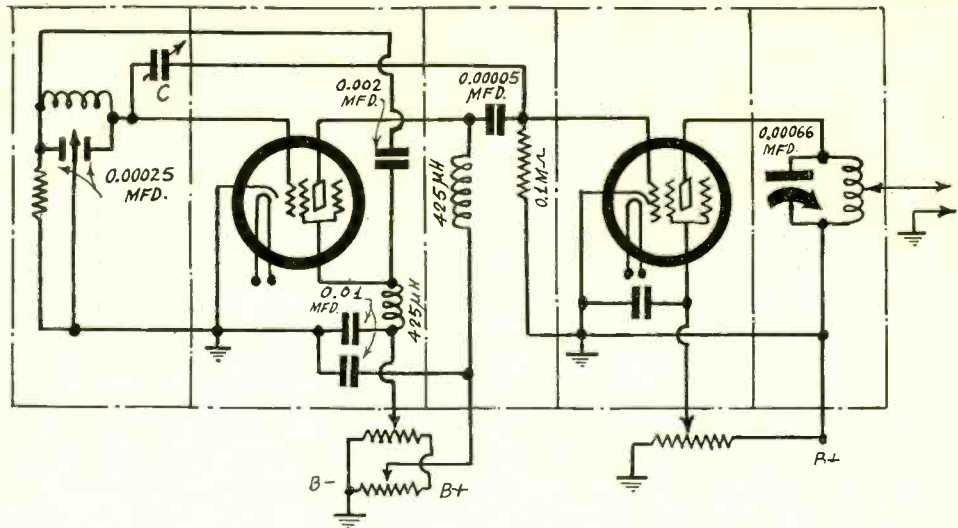 C
0.00025
MFD.
0.002
MFD.
0.00005
MFD.
425µH
0.1MΩ
0.00066
MFD.
0.01
MFD.
425µH
B-
B+
B+